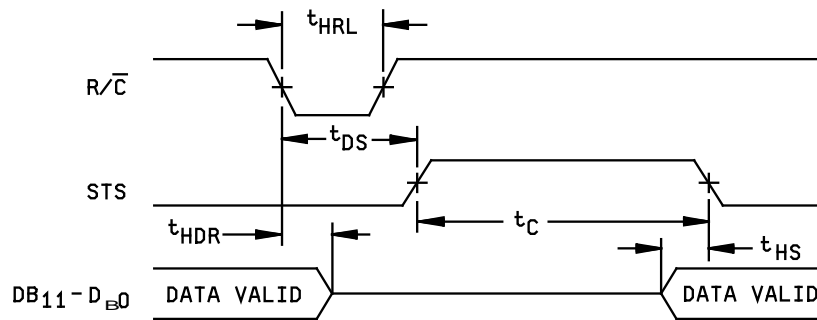 tHRL
R/C̅
tDS
STS
tHDR
tC
tHS
DB11-DB0
DATA VALID
DATA VALID